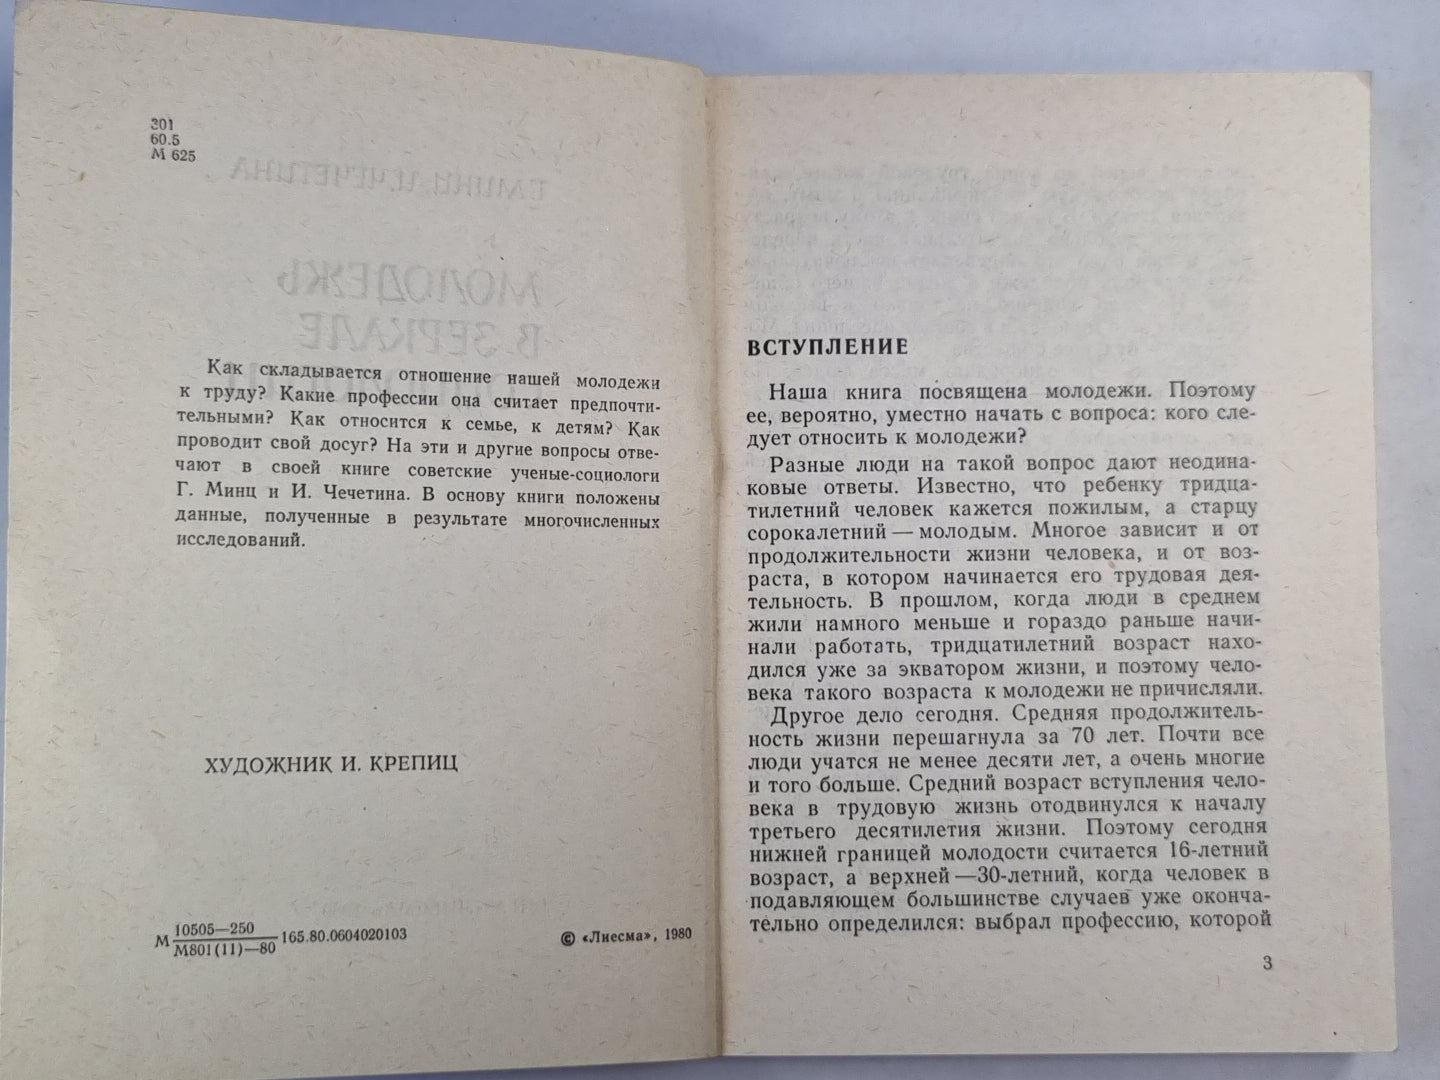 301
60.5
М 625
Как складывается отношение нашей молодежи
к труду? Какие профессии она считает предпочти-
тельными? Как относится к семье, к детям? Как
проводит свой досуг? На эти и другие вопросы отве-
чают в своей книге советские ученые-социологи
Г. Минц и И. Чечетина. В основу книги положены
данные, полученные в результате многочисленных
исследований.
ХУДОЖНИК И. КРЕПИЦ
М 10505—250
М801(11)—80 165.80.0604020103
© «Лиесма», 1980
ВСТУПЛЕНИЕ
Наша книга посвящена молодежи. Поэтому
ее, вероятно, уместно начать с вопроса: кого сле-
дует относить к молодежи?
Разные люди на такой вопрос дают неодина-
ковые ответы. Известно, что ребенку тридца-
тилетний человек кажется пожилым, а старцу
сорокалетний — молодым. Многое зависит и от
продолжительности жизни человека, и от воз-
раста, в котором начинается его трудовая дея-
тельность. В прошлом, когда люди в среднем
жили намного меньше и гораздо раньше начи-
нали работать, тридцатилетний возраст нахо-
дился уже за экватором жизни, и поэтому чело-
века такого возраста к молодежи не причисляли.
Другое дело сегодня. Средняя продолжитель-
ность жизни перешагнула за 70 лет. Почти все
люди учатся не менее десяти лет, а очень многие
и того больше. Средний возраст вступления чело-
века в трудовую жизнь отодвинулся к началу
третьего десятилетия жизни. Поэтому сегодня
нижней границей молодости считается 16-летний
возраст, а верхней — 30-летний, когда человек в
подавляющем большинстве случаев уже оконча-
тельно определился: выбрал профессию, которой
3